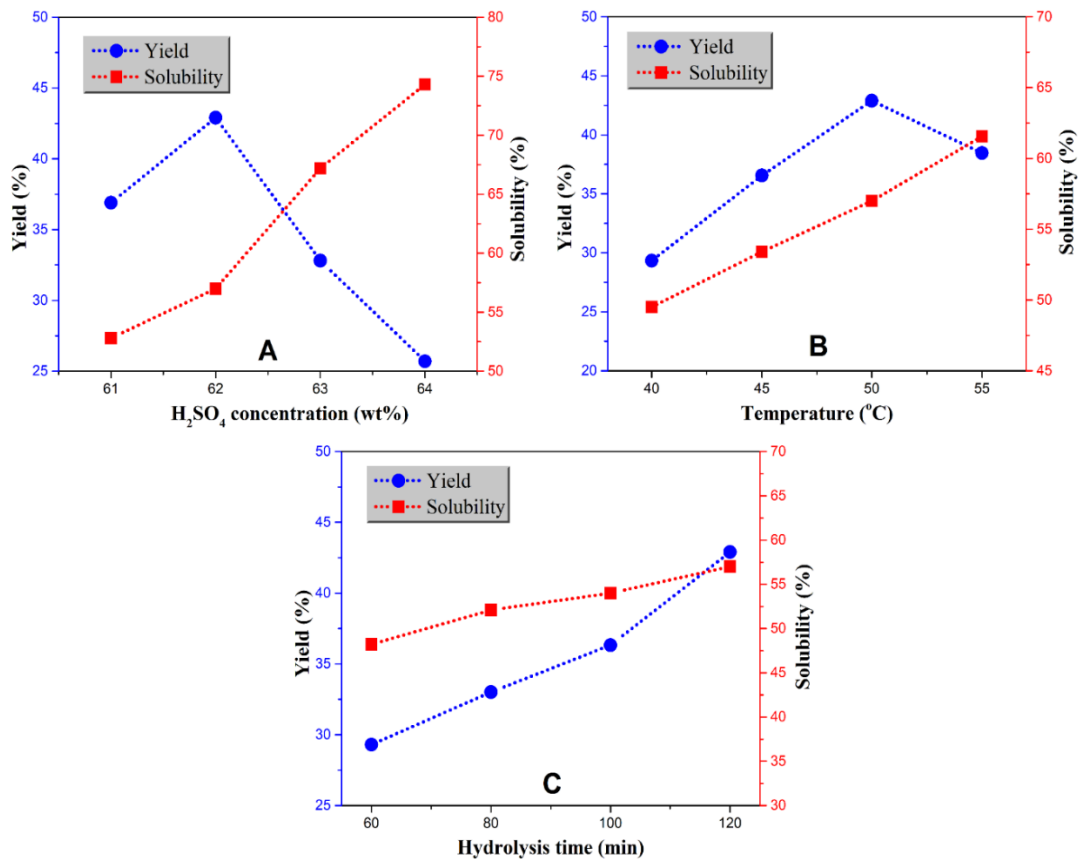 Yield
Solubility
Yield (%)
50
45
40
35
30
25
Solubility (%)
80
75
70
65
60
55
50
A
61
62
63
64
H₂SO₄ concentration (wt%)
Yield
Solubility
Yield (%)
50
45
40
35
30
25
20
Solubility (%)
70
65
60
55
50
45
B
40
45
50
55
Temperature (°C)
Yield
Solubility
Yield (%)
50
45
40
35
30
25
Solubility (%)
70
65
60
55
50
45
40
35
30
C
60
80
100
120
Hydrolysis time (min)